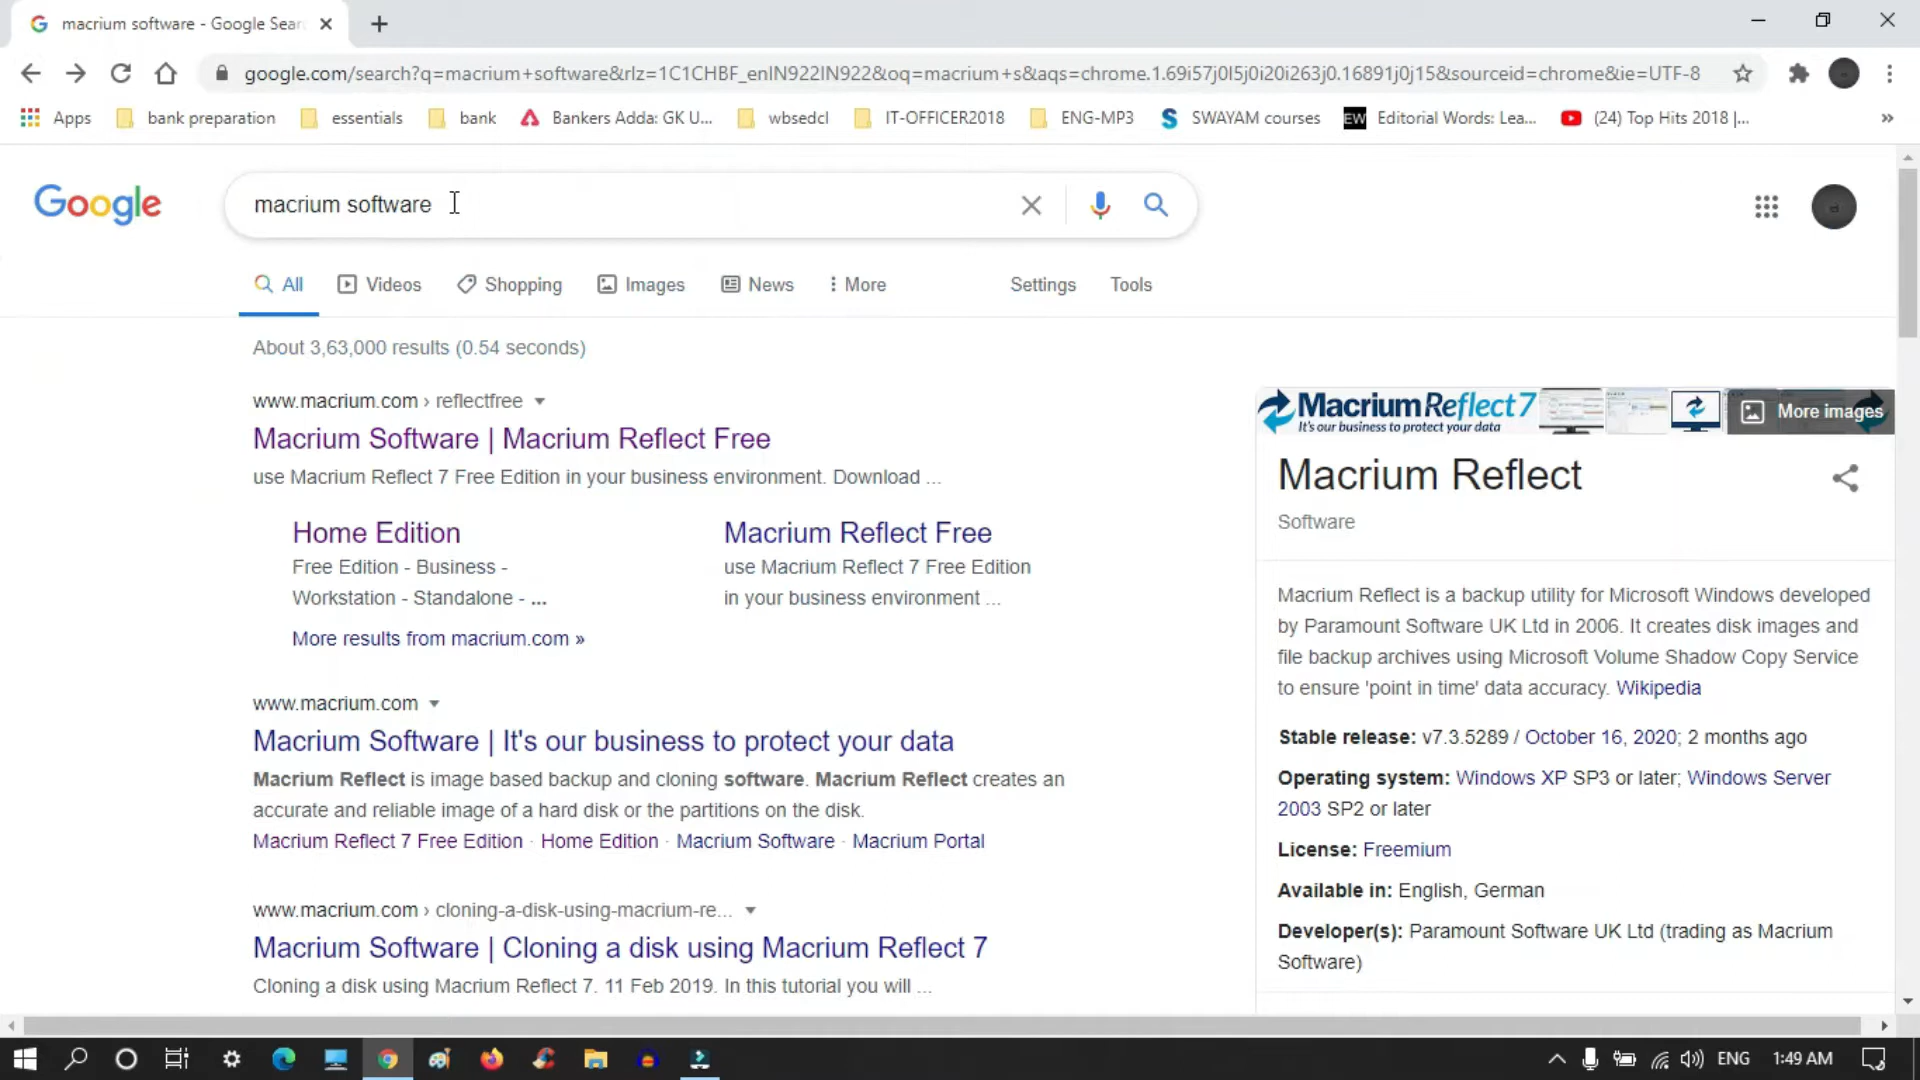 macrium software - Google Sear
google.com/search?q=macrium+software&rlz=1C1CHBF_enIN922IN922&oq=macrium+s&aqs=chrome.1.69i57j0l5j0i20i263j0.16891j0j15&sourceid=chrome&ie=UTF-8
Apps bank preparation essentials bank Bankers Adda: GK U... wbsedcl IT-OFFICER2018 ENG-MP3 SWAYAM courses EW Editorial Words: Lea... (24) Top Hits 2018 |... »
Google macrium software
All Videos Shopping Images News More Settings Tools
About 3,63,000 results (0.54 seconds)
www.macrium.com › reflectfree
Macrium Software | Macrium Reflect Free
use Macrium Reflect 7 Free Edition in your business environment. Download ...
Home Edition
Free Edition - Business -
Workstation - Standalone - ...
Macrium Reflect Free
use Macrium Reflect 7 Free Edition
in your business environment ...
More results from macrium.com »
www.macrium.com
Macrium Software | It's our business to protect your data
Macrium Reflect is image based backup and cloning software. Macrium Reflect creates an
accurate and reliable image of a hard disk or the partitions on the disk.
Macrium Reflect 7 Free Edition · Home Edition · Macrium Software · Macrium Portal
www.macrium.com › cloning-a-disk-using-macrium-re...
Macrium Software | Cloning a disk using Macrium Reflect 7
Cloning a disk using Macrium Reflect 7. 11 Feb 2019. In this tutorial you will ...
Macrium Reflect 7
It's our business to protect your data
More images
Macrium Reflect
Software
Macrium Reflect is a backup utility for Microsoft Windows developed
by Paramount Software UK Ltd in 2006. It creates disk images and
file backup archives using Microsoft Volume Shadow Copy Service
to ensure 'point in time' data accuracy. Wikipedia
Stable release: v7.3.5289 / October 16, 2020; 2 months ago
Operating system: Windows XP SP3 or later; Windows Server
2003 SP2 or later
License: Freemium
Available in: English, German
Developer(s): Paramount Software UK Ltd (trading as Macrium
Software)
ENG 1:49 AM